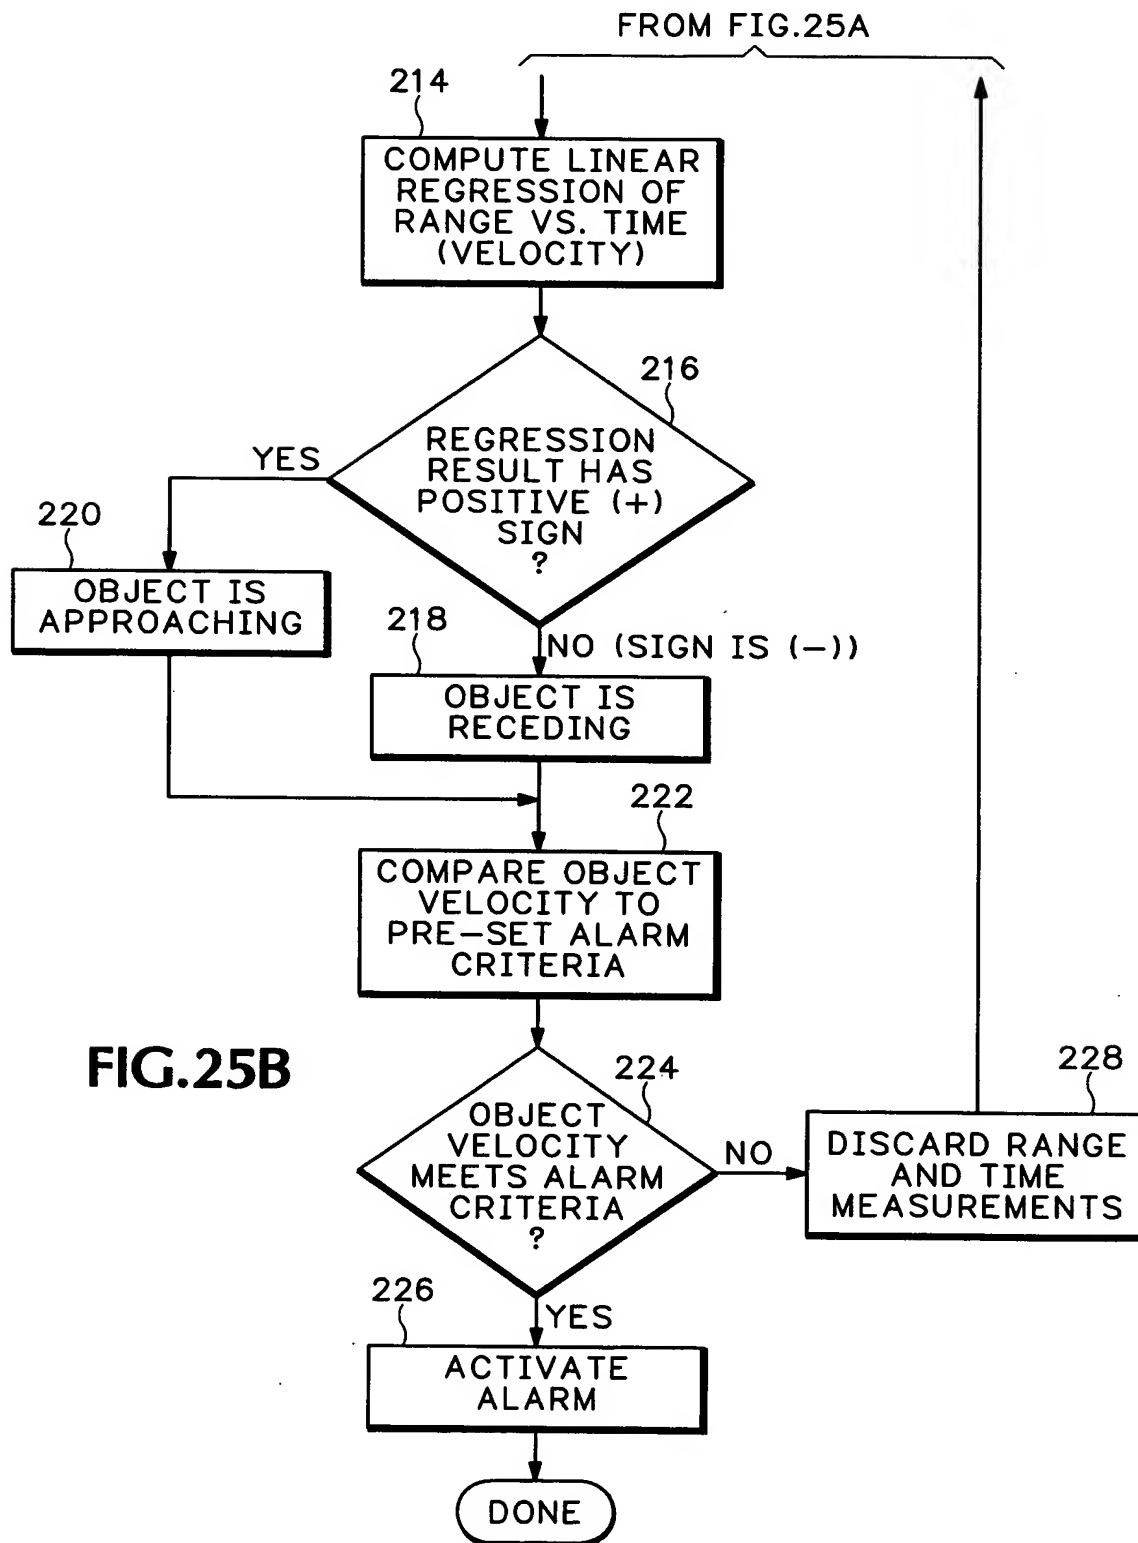 FROM FIG.25A
214
COMPUTE LINEAR
REGRESSION OF
RANGE VS. TIME
(VELOCITY)
216
REGRESSION
RESULT HAS
POSITIVE (+)
SIGN
?
YES
220
OBJECT IS
APPROACHING
NO (SIGN IS (−))
218
OBJECT IS
RECEDING
222
COMPARE OBJECT
VELOCITY TO
PRE−SET ALARM
CRITERIA
FIG.25B
224
OBJECT
VELOCITY
MEETS ALARM
CRITERIA
?
NO
228
DISCARD RANGE
AND TIME
MEASUREMENTS
YES
226
ACTIVATE
ALARM
DONE